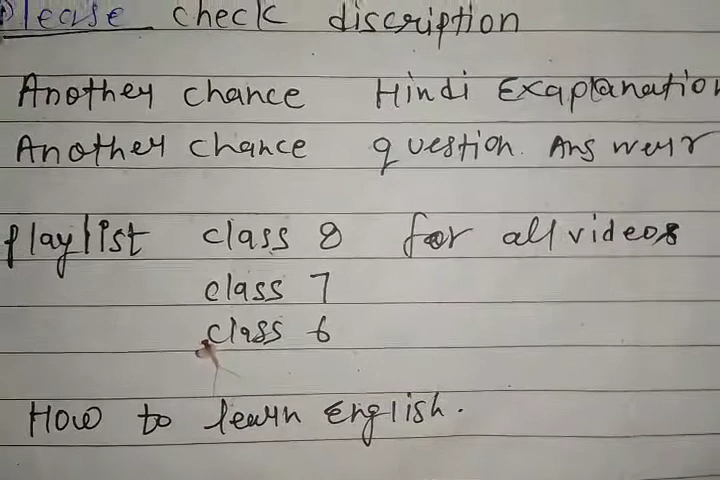 Please check discription
Another chance Hindi Exaplanation
Another chance question. Answer
playlist class 8 for all videos
class 7
class 6
How to learn English.